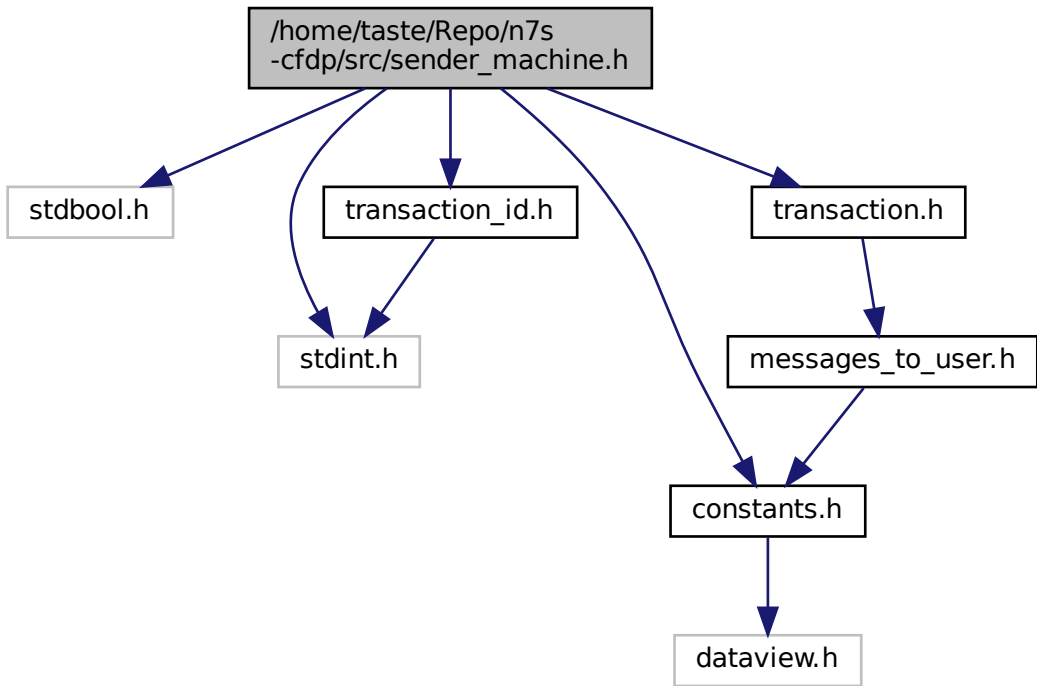 /home/taste/Repo/n7s
-cfdp/src/sender_machine.h
stdbool.h
transaction_id.h
transaction.h
stdint.h
messages_to_user.h
constants.h
dataview.h